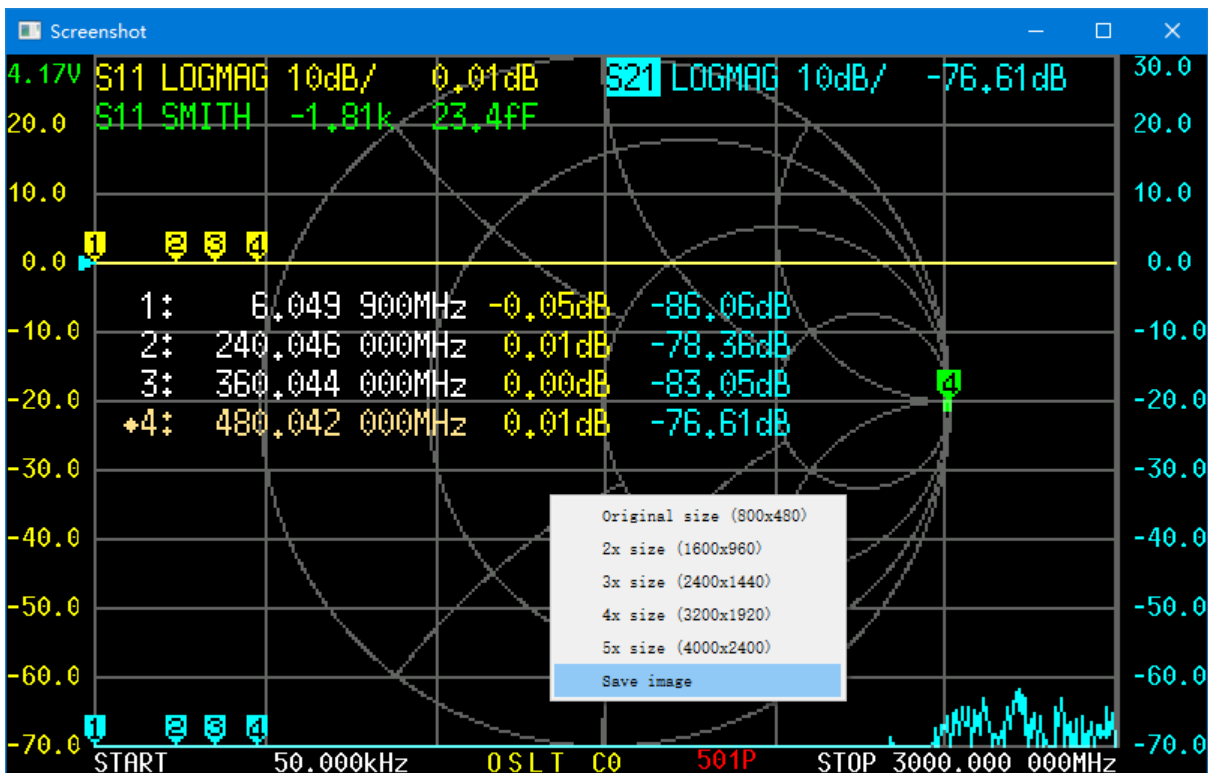 Screenshot
4.17V S11 LOGMAG 10dB/ 0.01dB S21 LOGMAG 10dB/ -76.61dB 30.0
20.0 S11 SMITH -1.81k 23.4fF 20.0
10.0 10.0
1 2 3 4
0.0 0.0
1: 6.049 900MHz -0.05dB -86.06dB
-10.0 -10.0
2: 240.046 000MHz 0.01dB -78.36dB
3: 360.044 000MHz 0.00dB -83.05dB 4
-20.0 -20.0
4: 480.042 000MHz 0.01dB -76.61dB
-30.0 -30.0
Original size (800x480)
-40.0 -40.0
2x size (1600x960)
3x size (2400x1440)
-50.0 -50.0
4x size (3200x1920)
5x size (4000x2400)
-60.0 -60.0
Save image
1 2 3 4
-70.0 -70.0
START 50.000kHz OSLT C0 501P STOP 3000.000 000MHz